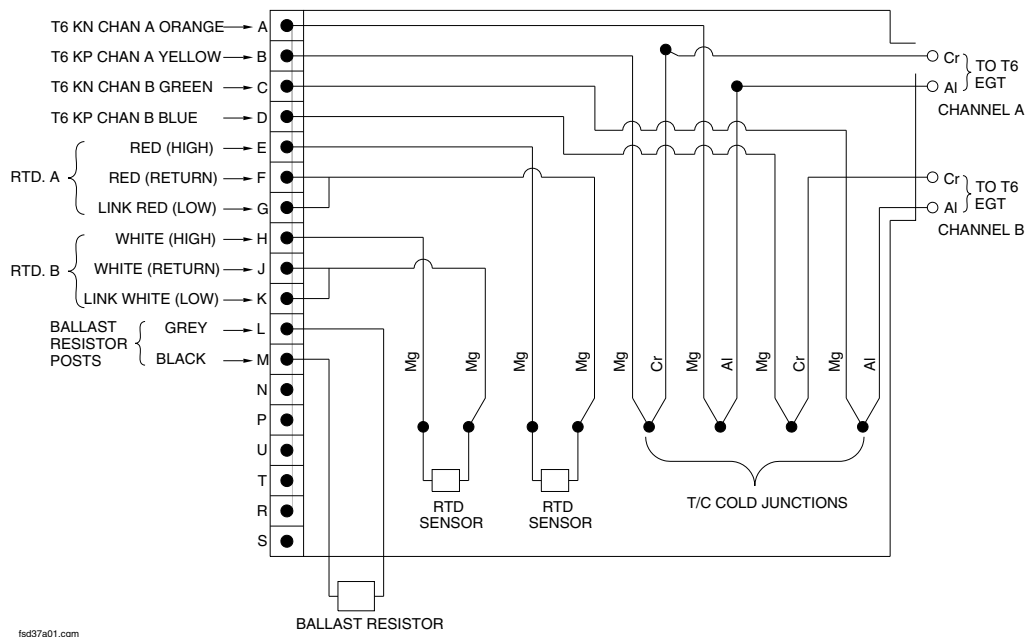 T6 KN CHAN A ORANGE A
T6 KP CHAN A YELLOW B
T6 KN CHAN B GREEN C
T6 KP CHAN B BLUE D
RTD. A
RED (HIGH) E
RED (RETURN) F
LINK RED (LOW) G
RTD. B
WHITE (HIGH) H
WHITE (RETURN) J
LINK WHITE (LOW) K
BALLAST
RESISTOR
POSTS
GREY L
BLACK M
N
P
U
T
R
S
Cr
Al
TO T6
EGT
CHANNEL A
Cr
Al
TO T6
EGT
CHANNEL B
Mg
Mg
Mg
Mg
Mg
Cr
Mg
Al
Mg
Cr
Mg
Al
RTD
SENSOR
RTD
SENSOR
T/C COLD JUNCTIONS
BALLAST RESISTOR
fsd37a01.cgm